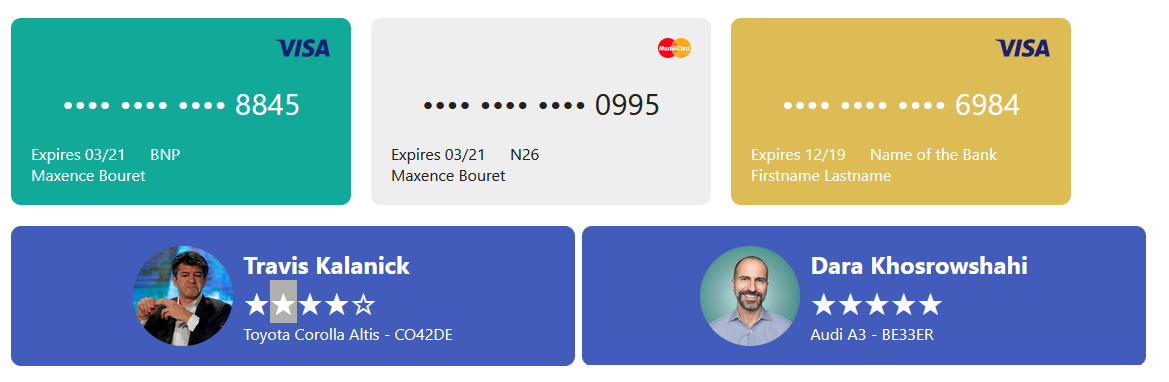 VISA
•••• •••• •••• 8845
Expires 03/21 BNP
Maxence Bouret
MasterCard
•••• •••• •••• 0995
Expires 03/21 N26
Maxence Bouret
VISA
•••• •••• •••• 6984
Expires 12/19 Name of the Bank
Firstname Lastname
Travis Kalanick
★★★★☆
Toyota Corolla Altis - CO42DE
Dara Khosrowshahi
★★★★★
Audi A3 - BE33ER